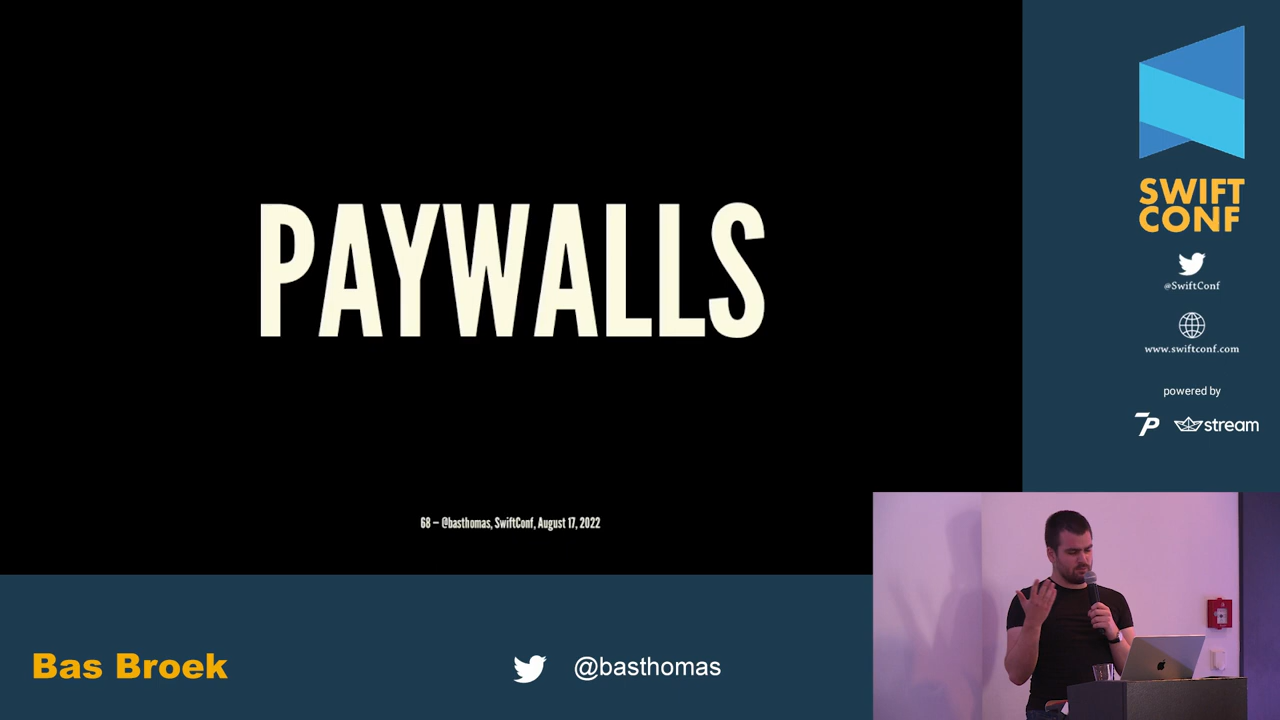 PAYWALLS
68 — @basthomas, SwiftConf, August 17, 2022
SWIFT
CONF
@SwiftConf
www.swiftconf.com
powered by
7P
stream
Bas Broek
@basthomas